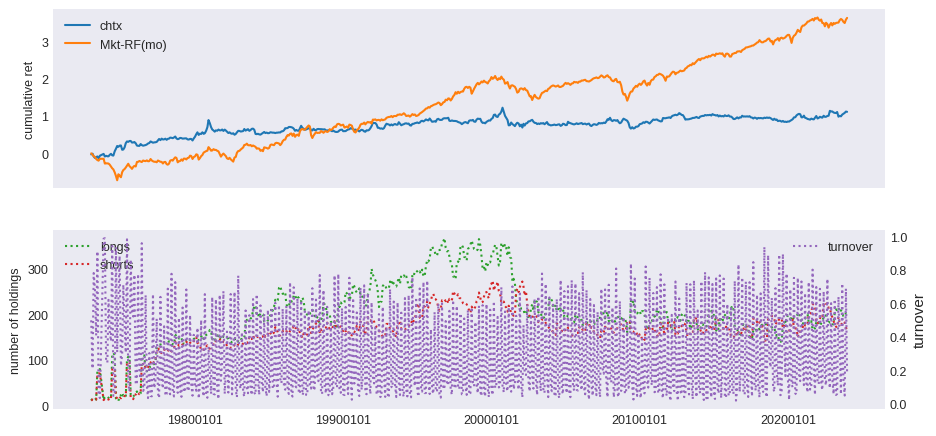 cumulative ret
3
2
1
0
chtx
Mkt-RF(mo)
number of holdings
300
200
100
0
longs
shorts
turnover
1.0
0.8
0.6
0.4
0.2
0.0
turnover
19800101
19900101
20000101
20100101
20200101